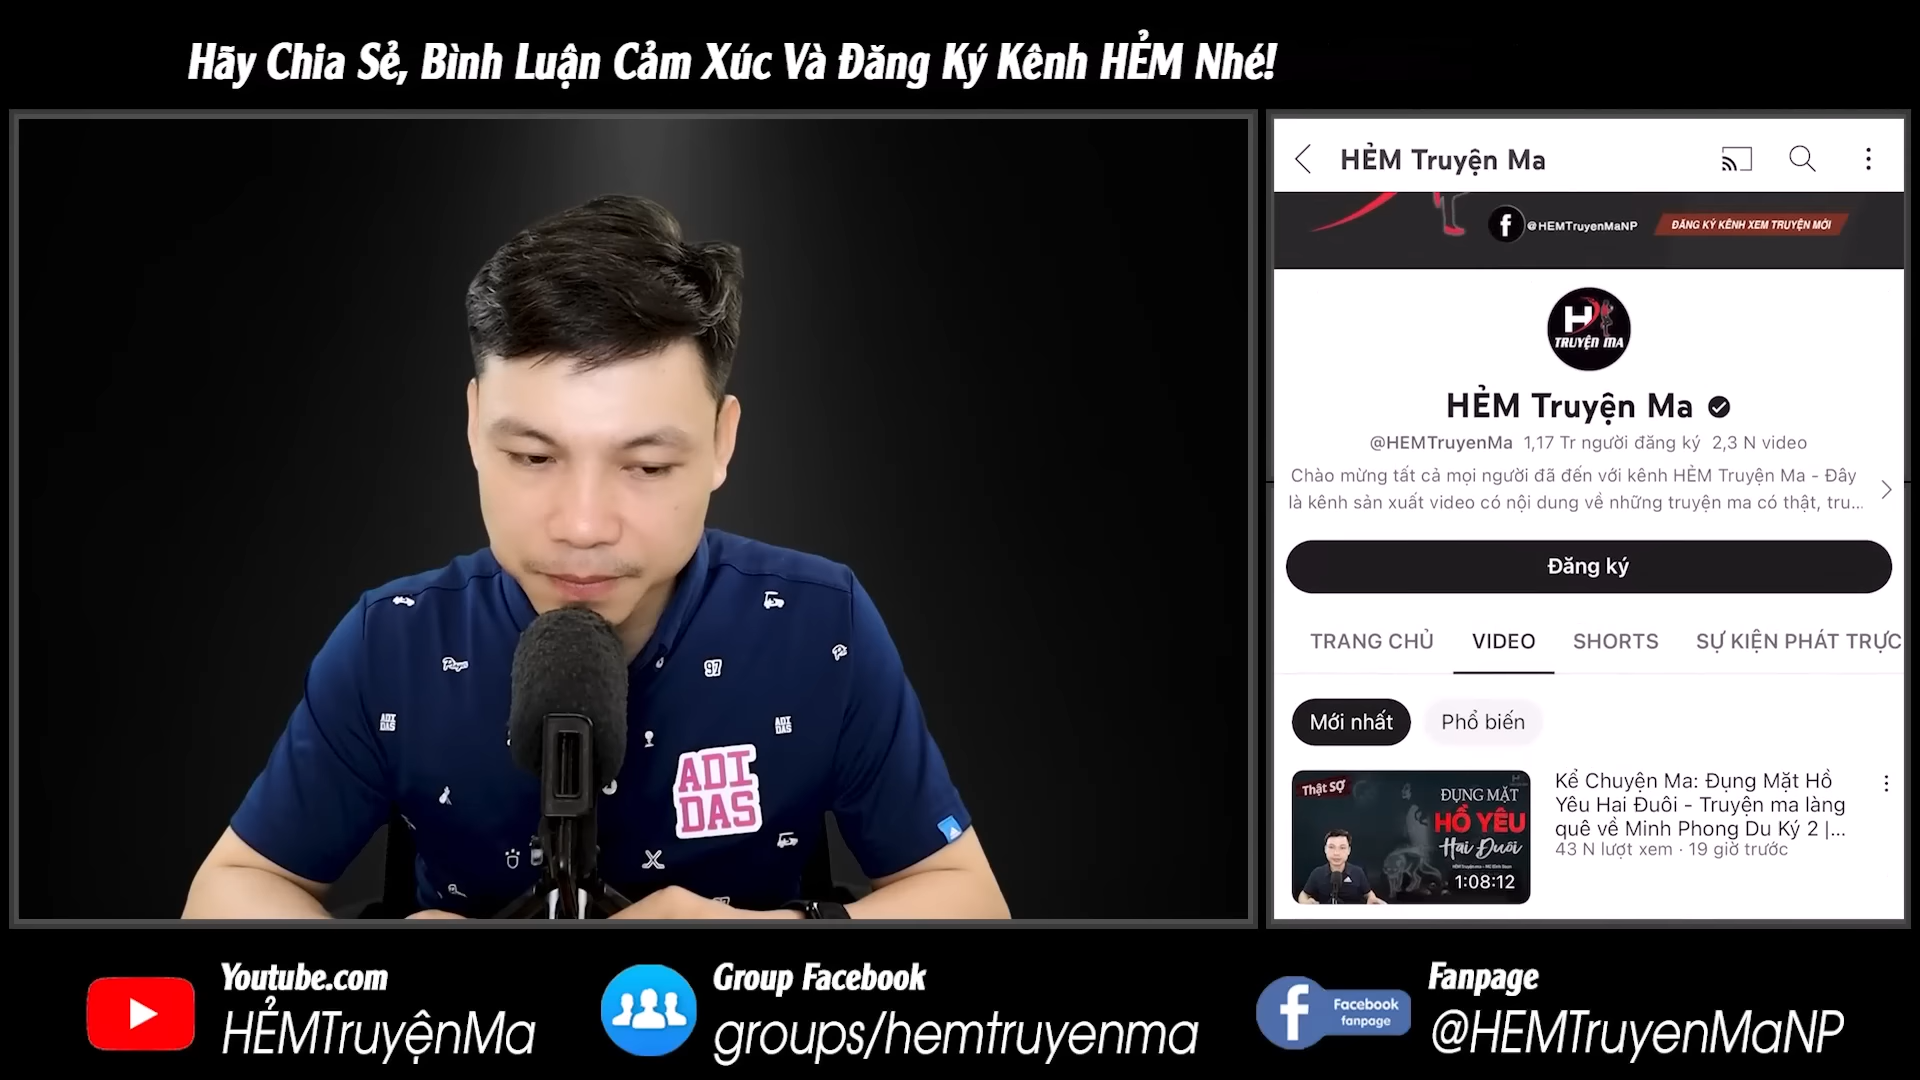 Hãy Chia Sẻ, Bình Luận Cảm Xúc Và Đăng Ký Kênh HẺM Nhé!
HẺM Truyện Ma
@HEMTruyenMaNP
ĐĂNG KÝ KÊNH XEM TRUYỆN MỚI
H
TRUYỆN MA
HẺM Truyện Ma
@HEMTruyenMa 1,17 Tr người đăng ký 2,3 N video
Chào mừng tất cả mọi người đã đến với kênh HẺM Truyện Ma - Đây
là kênh sản xuất video có nội dung về những truyện ma có thật, tru...
Đăng ký
TRANG CHỦ VIDEO SHORTS SỰ KIỆN PHÁT TRỰC
Mới nhất Phổ biến
Thật SỢ
ĐỤNG MẶT
HỒ YÊU
Hai Đuôi
1:08:12
Kể Chuyện Ma: Đụng Mặt Hồ
Yêu Hai Đuôi - Truyện ma làng
quê về Minh Phong Du Ký 2 |...
43 N lượt xem · 19 giờ trước
97
ADI
DAS
ADI
DAS
ADI
DAS
Youtube.com
HẺMTruyệnMa
Group Facebook
groups/hemtruyenma
Facebook
fanpage
Fanpage
@HEMTruyenMaNP